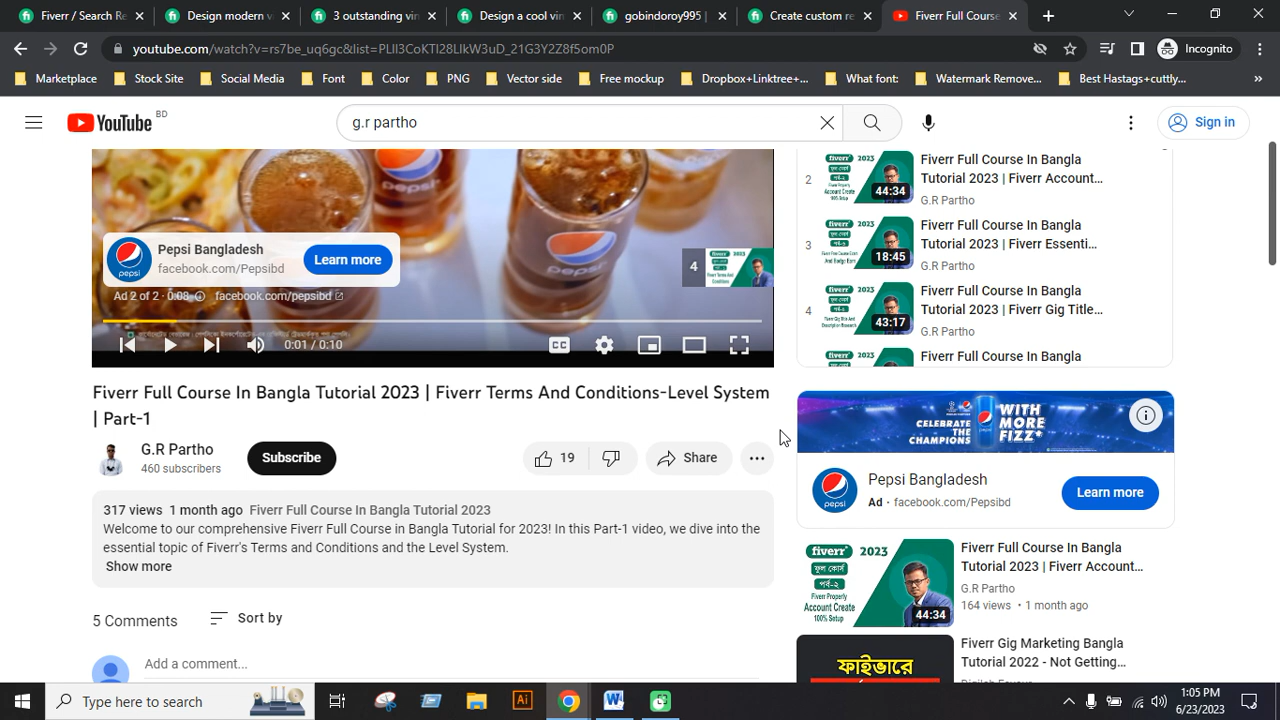 Fiverr / Search Re
Design modern v
3 outstanding vin
Design a cool vin
gobindoroy995 |
Create custom re
Fiverr Full Course
youtube.com/watch?v=rs7be_uq6gc&list=PLlI3CoKTI28LlkW3uD_21G3Y2Z8f5om0P
Incognito
Marketplace
Stock Site
Social Media
Font
Color
PNG
Vector side
Free mockup
Dropbox+Linktree+...
What font
Watermark Remove...
Best Hastags+cuttly...
YouTube BD
g.r partho
Sign in
2
Fiverr Full Course In Bangla
Tutorial 2023 | Fiverr Account...
G.R Partho
44:34
3
Fiverr Full Course In Bangla
Tutorial 2023 | Fiverr Essenti...
G.R Partho
18:45
4
Fiverr Full Course In Bangla
Tutorial 2023 | Fiverr Gig Title...
G.R Partho
43:17
Fiverr Full Course In Bangla
pepsi
Pepsi Bangladesh
facebook.com/Pepsibd
Learn more
4
Ad 2 of 2 · 0:08
facebook.com/pepsibd
0:01 / 0:10
CC
Fiverr Full Course In Bangla Tutorial 2023 | Fiverr Terms And Conditions-Level System
| Part-1
G.R Partho
460 subscribers
Subscribe
19
Share
317 views 1 month ago Fiverr Full Course In Bangla Tutorial 2023
Welcome to our comprehensive Fiverr Full Course in Bangla Tutorial for 2023! In this Part-1 video, we dive into the
essential topic of Fiverr's Terms and Conditions and the Level System.
Show more
5 Comments
Sort by
Add a comment...
CELEBRATE
THE
CHAMPIONS
WITH
MORE
FIZZ
pepsi
Pepsi Bangladesh
Ad · facebook.com/Pepsibd
Learn more
fiverr 2023
ফুল কোর্স
পর্ব-২
Fiverr Properly
Account Create
100% Setup
44:34
Fiverr Full Course In Bangla
Tutorial 2023 | Fiverr Account...
G.R Partho
164 views · 1 month ago
ফাইভারে
Fiverr Gig Marketing Bangla
Tutorial 2022 - Not Getting...
Type here to search
1:05 PM
6/23/2023